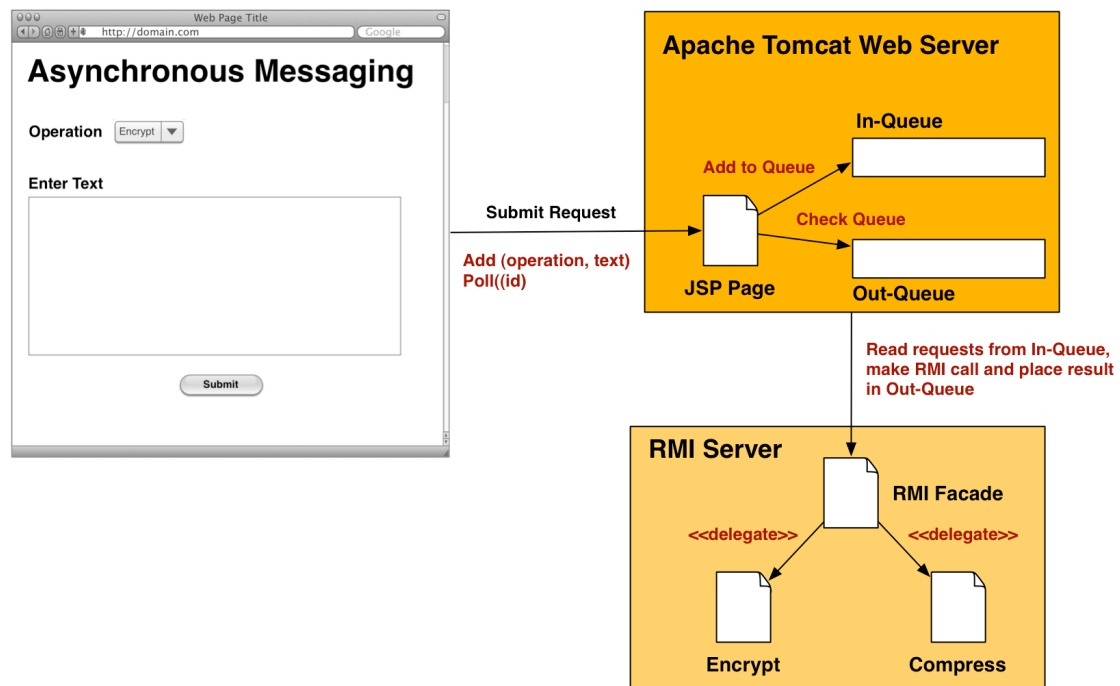 Web Page Title
http://domain.com
Google
Asynchronous Messaging
Operation
Encrypt
Enter Text
Submit
Submit Request
Add (operation, text)
Poll((id)
Apache Tomcat Web Server
In-Queue
Add to Queue
Check Queue
JSP Page
Out-Queue
Read requests from In-Queue,
make RMI call and place result
in Out-Queue
RMI Server
RMI Facade
<<delegate>>
<<delegate>>
Encrypt
Compress